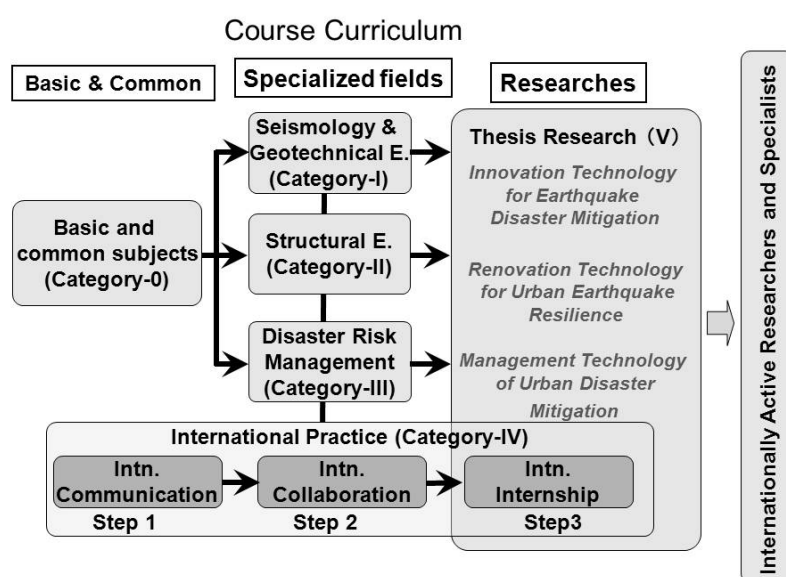 Course Curriculum
Basic & Common
Specialized fields
Researches
Seismology &
Geotechnical E.
(Category-I)
Basic and
common subjects
(Category-0)
Structural E.
(Category-II)
Disaster Risk
Management
(Category-III)
Thesis Research（V）
Innovation Technology
for Earthquake
Disaster Mitigation
Renovation Technology
for Urban Earthquake
Resilience
Management Technology
of Urban Disaster
Mitigation
International Practice (Category-IV)
Intn.
Communication
Step 1
Intn.
Collaboration
Step 2
Intn.
Internship
Step3
Internationally Active Researchers and Specialists